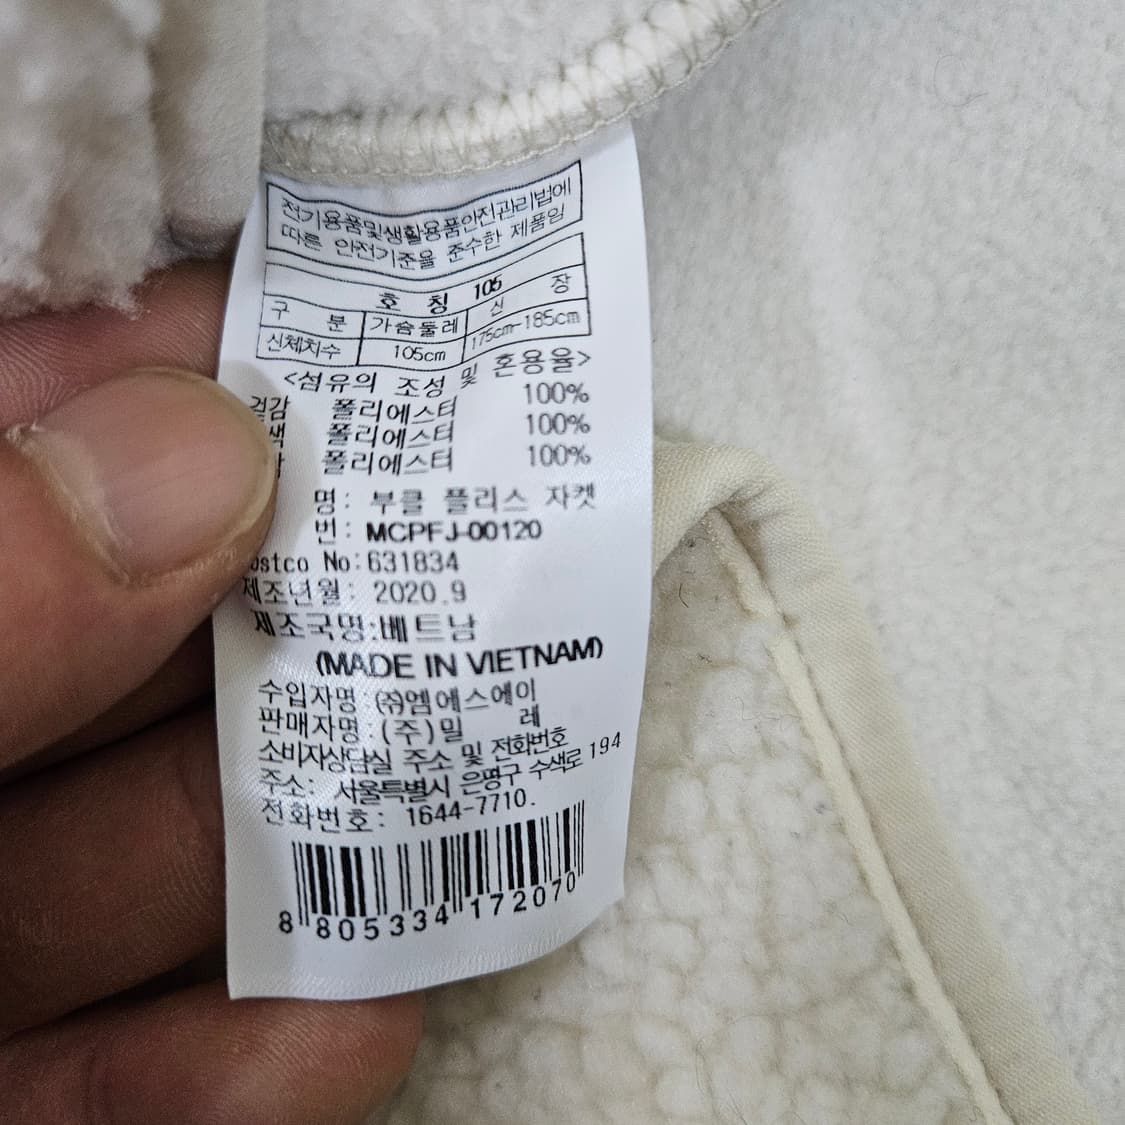 전기용품및생활용품안전관리법에
따른 안전기준을 준수한 제품임
호 칭 105
구 분 가슴둘레 신 장
신체치수 105cm 175cm-185cm
<섬유의 조성 및 혼용율>
겉감 폴리에스터 100%
폴리에스터 100%
폴리에스터 100%
명: 부클 플리스 자켓
번: MCPFJ-00120
ostco No:631834
제조년월: 2020.9
제조국명:베트남
(MADE IN VIETNAM)
수입자명 (주)엠에스에이
판매자명:(주)밀 레
소비자상담실 주소 및 전화번호
주소: 서울특별시 은평구 수색로 194
전화번호: 1644-7710.
8 805334 172070